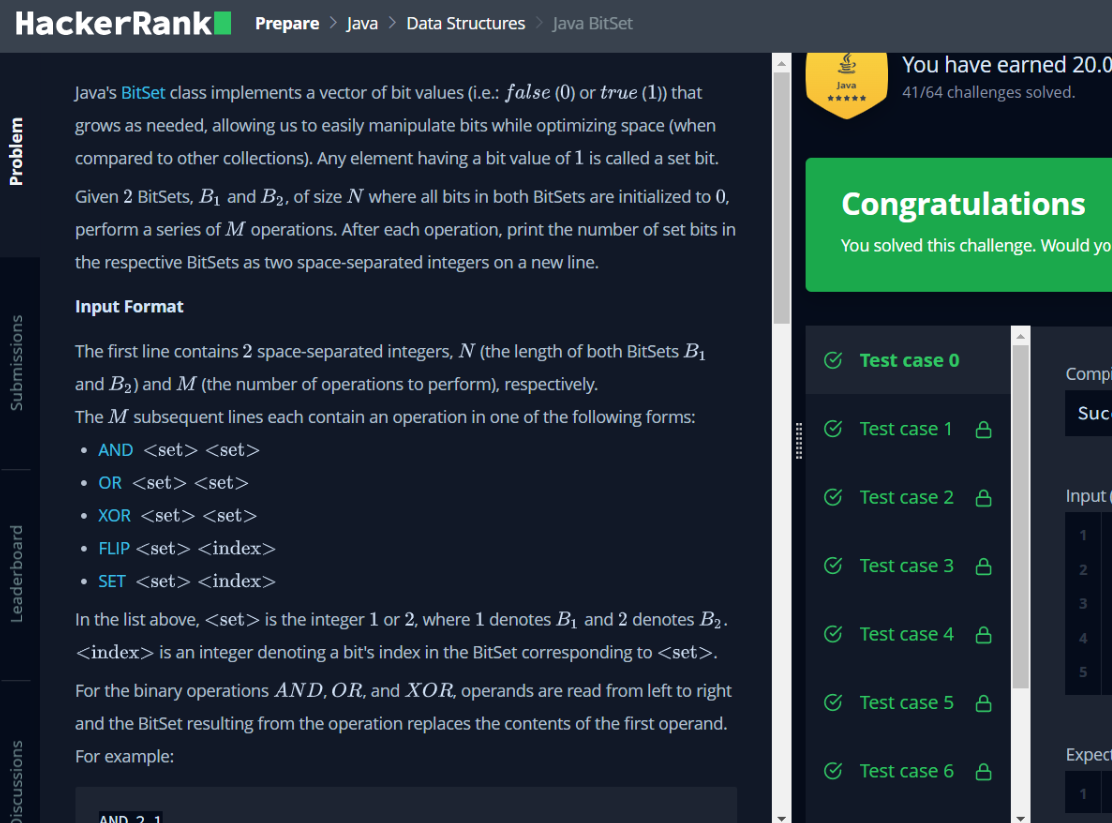 HackerRank
Prepare > Java > Data Structures > Java BitSet
Problem
Submissions
Leaderboard
Discussions
Java's BitSet class implements a vector of bit values (i.e.: false (0) or true (1)) that
grows as needed, allowing us to easily manipulate bits while optimizing space (when
compared to other collections). Any element having a bit value of 1 is called a set bit.
Given 2 BitSets, B₁ and B₂, of size N where all bits in both BitSets are initialized to 0,
perform a series of M operations. After each operation, print the number of set bits in
the respective BitSets as two space-separated integers on a new line.
Input Format
The first line contains 2 space-separated integers, N (the length of both BitSets B₁
and B₂) and M (the number of operations to perform), respectively.
The M subsequent lines each contain an operation in one of the following forms:
• AND <set> <set>
• OR <set> <set>
• XOR <set> <set>
• FLIP <set> <index>
• SET <set> <index>
In the list above, <set> is the integer 1 or 2, where 1 denotes B₁ and 2 denotes B₂.
<index> is an integer denoting a bit's index in the BitSet corresponding to <set>.
For the binary operations AND, OR, and XOR, operands are read from left to right
and the BitSet resulting from the operation replaces the contents of the first operand.
For example:
AND 2 1
Java
You have earned 20.0
41/64 challenges solved.
Congratulations
You solved this challenge. Would yo
Test case 0
Test case 1
Test case 2
Test case 3
Test case 4
Test case 5
Test case 6
Compi
Suc
Input (
1
2
3
4
5
Expect
1